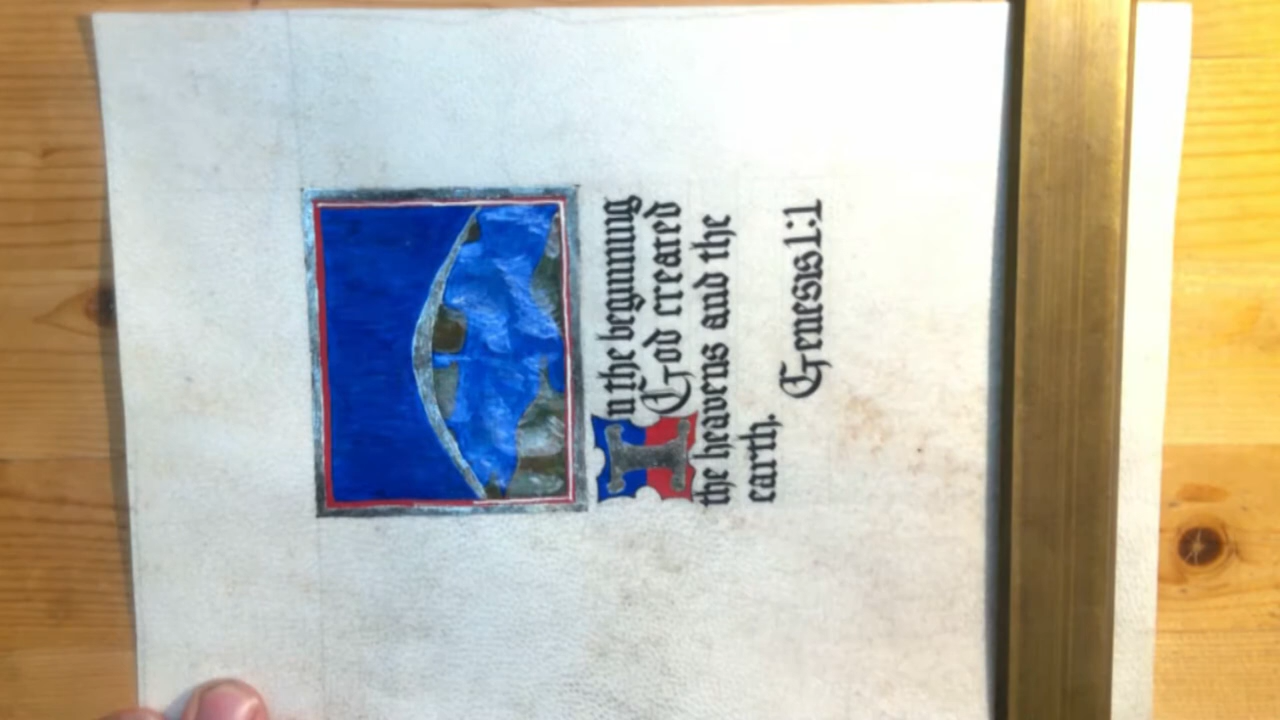 In the beginning
God created
the heavens and the
earth.
Genesis 1:1